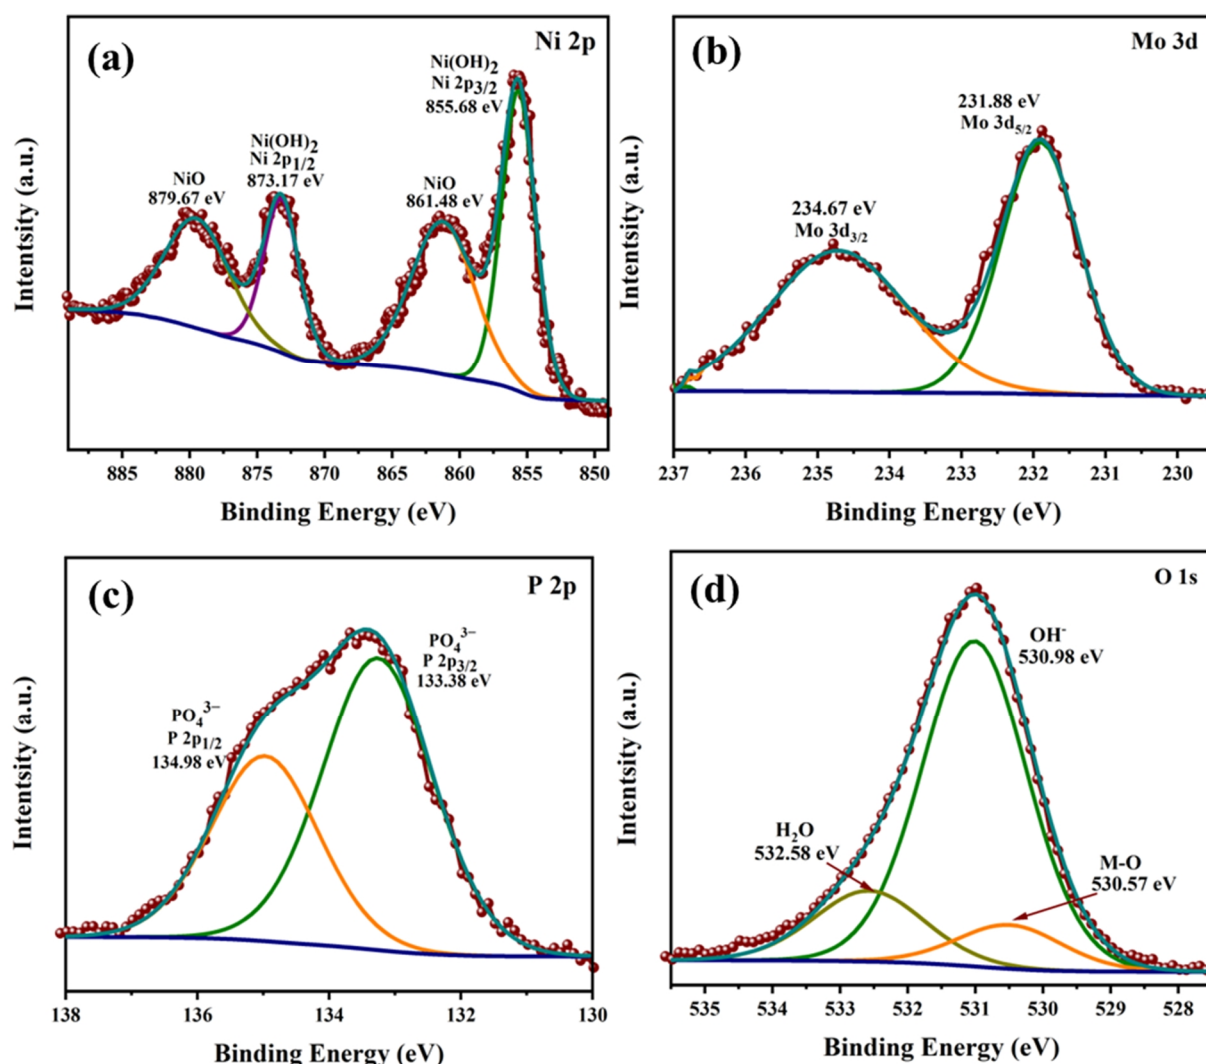 (a)
Ni 2p
Ni(OH)₂
Ni 2p₃/₂
855.68 eV
Ni(OH)₂
Ni 2p₁/₂
873.17 eV
NiO
879.67 eV
NiO
861.48 eV
Intentsity (a.u.)
885 880 875 870 865 860 855 850
Binding Energy (eV)
(b)
Mo 3d
231.88 eV
Mo 3d₅/₂
234.67 eV
Mo 3d₃/₂
Intentsity (a.u.)
237 236 235 234 233 232 231 230
Binding Energy (eV)
(c)
P 2p
PO₄³⁻
P 2p₃/₂
133.38 eV
PO₄³⁻
P 2p₁/₂
134.98 eV
Intentsity (a.u.)
138 136 134 132 130
Binding Energy (eV)
(d)
O 1s
OH⁻
530.98 eV
H₂O
532.58 eV
M-O
530.57 eV
Intentsity (a.u.)
535 534 533 532 531 530 529 528
Binding Energy (eV)